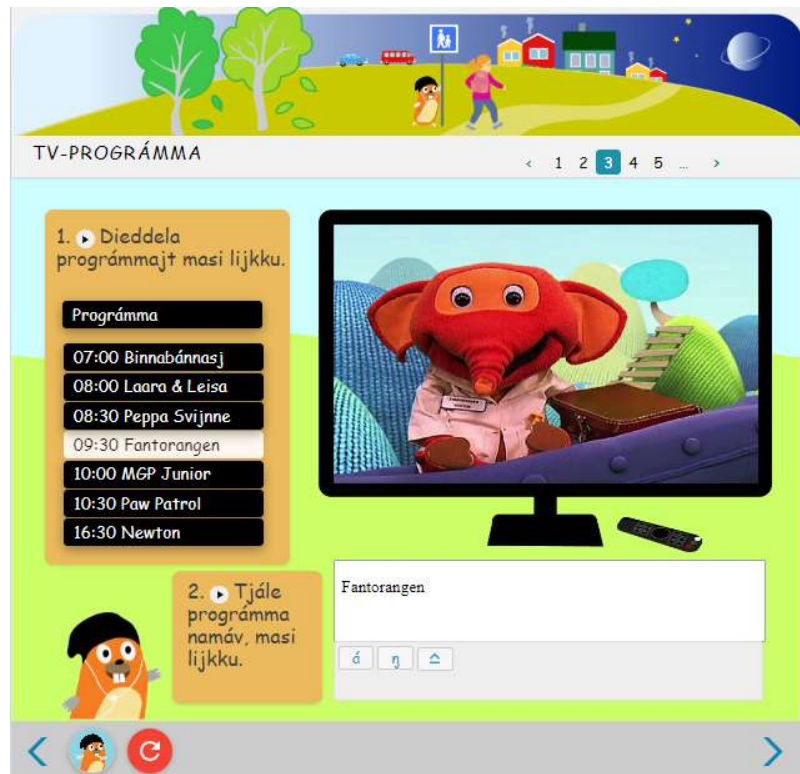 TV-PROGRÁMMA
‹ 1 2 3 4 5 ... ›
1. Dieddela
prográmmajt masi lijkku.
Prográmma
07:00 Binnabánnasj
08:00 Laara & Leisa
08:30 Peppa Svijnne
09:30 Fantorangen
10:00 MGP Junior
10:30 Paw Patrol
16:30 Newton
2. Tjále
prográmma
namáv, masi
lijkku.
Fantorangen
á ŋ